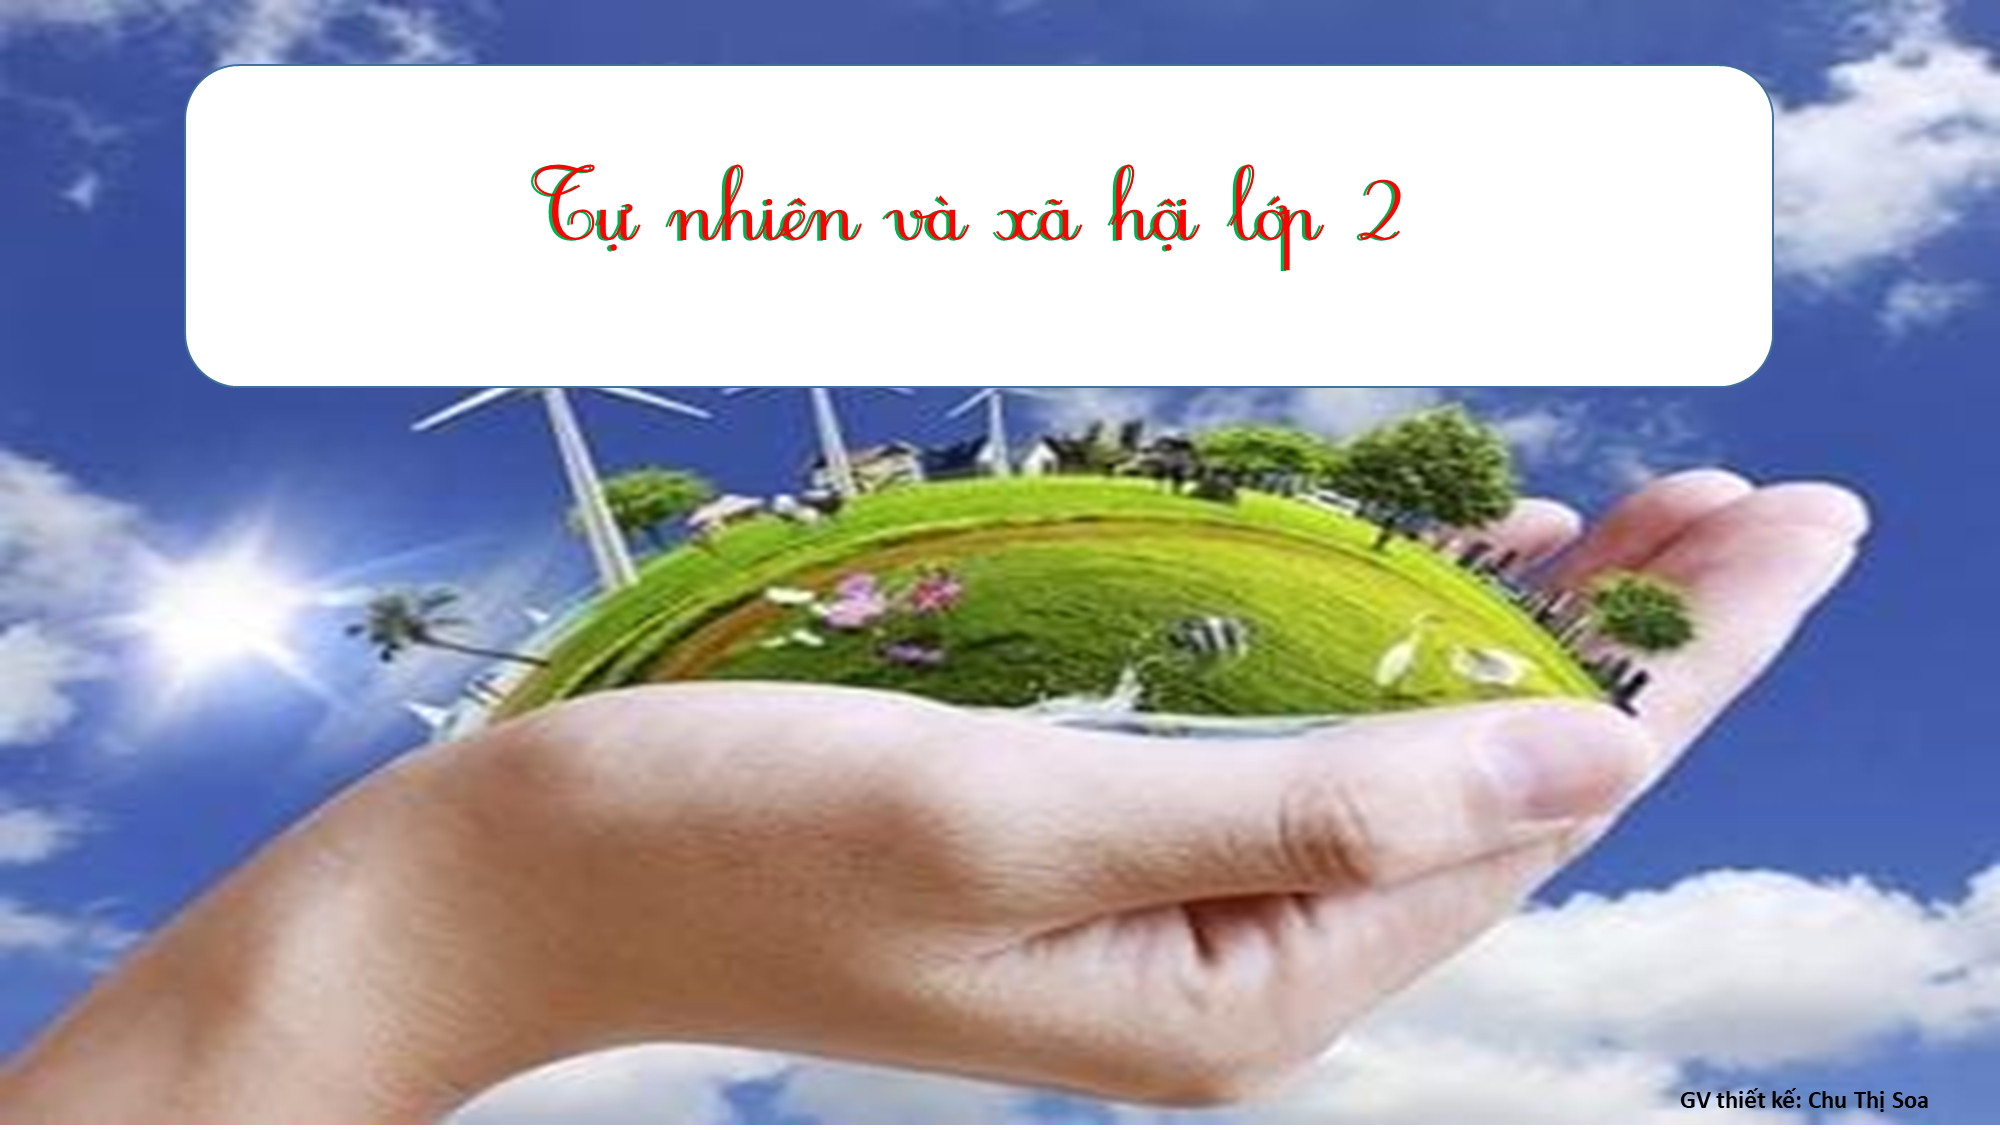 Tự nhiên và xã hội lớp 2
GV thiết kế: Chu Thị Soa